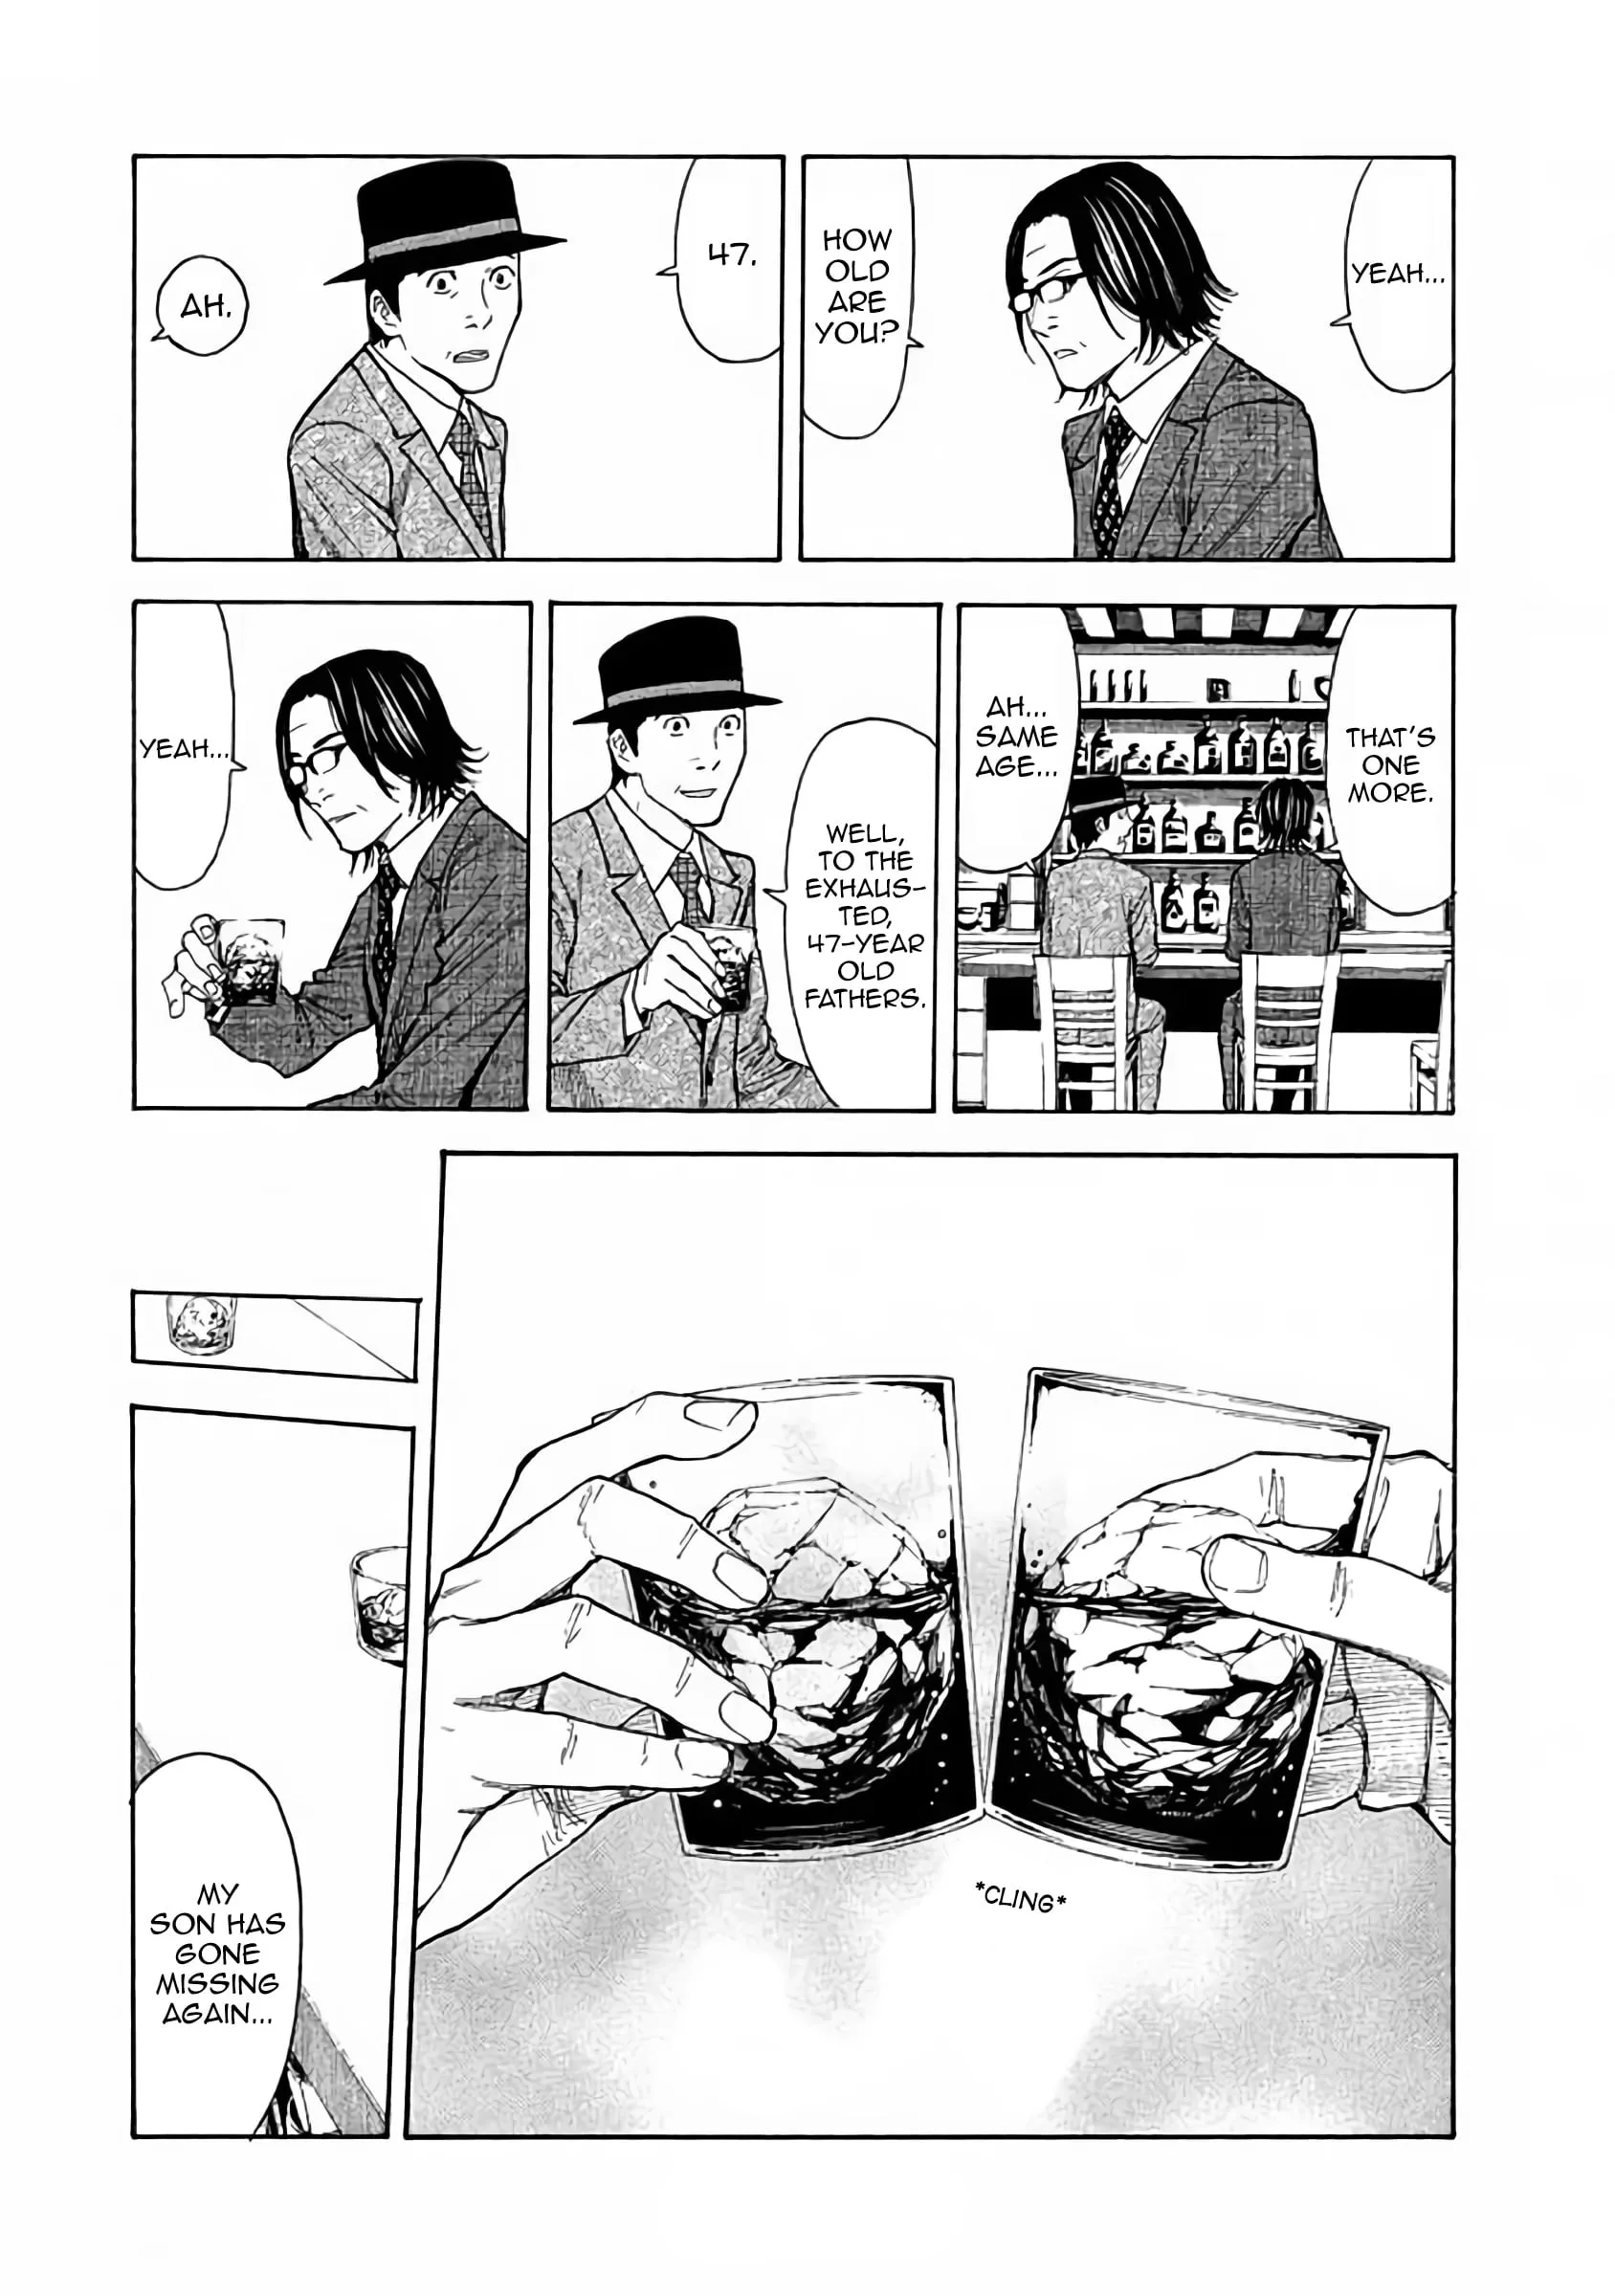 YEAH...
HOW
OLD
ARE
YOU?
47.
AH.
THAT'S
ONE
MORE.
AH...
SAME
AGE...
WELL,
TO THE
EXHAUS-
TED,
47-YEAR
OLD
FATHERS.
YEAH...
*CLING*
MY
SON HAS
GONE
MISSING
AGAIN...